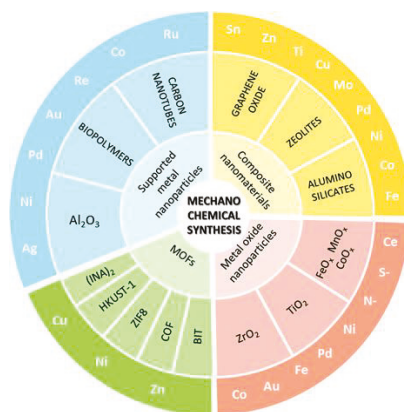 MECHANO
CHEMICAL
SYNTHESIS
Supported
metal
nanoparticles
CARBON
NANOTUBES
BIOPOLYMERS
Al₂O₃
Ru
Co
Re
Au
Pd
Ni
Ag
Composite
nanomaterials
GRAPHENE
OXIDE
ZEOLITES
ALUMINO
SILICATES
Sn
Zn
Ti
Cu
Mo
Pd
Ni
Co
Fe
Metal oxide
nanoparticles
FeOₓ MnOₓ
CoOₓ
TiO₂
ZrO₂
Ce
S-
N-
Ni
Pd
Fe
Au
Co
MOFs
(INA)₂
HKUST-1
ZIF8
COF
BIT
Cu
Ni
Zn